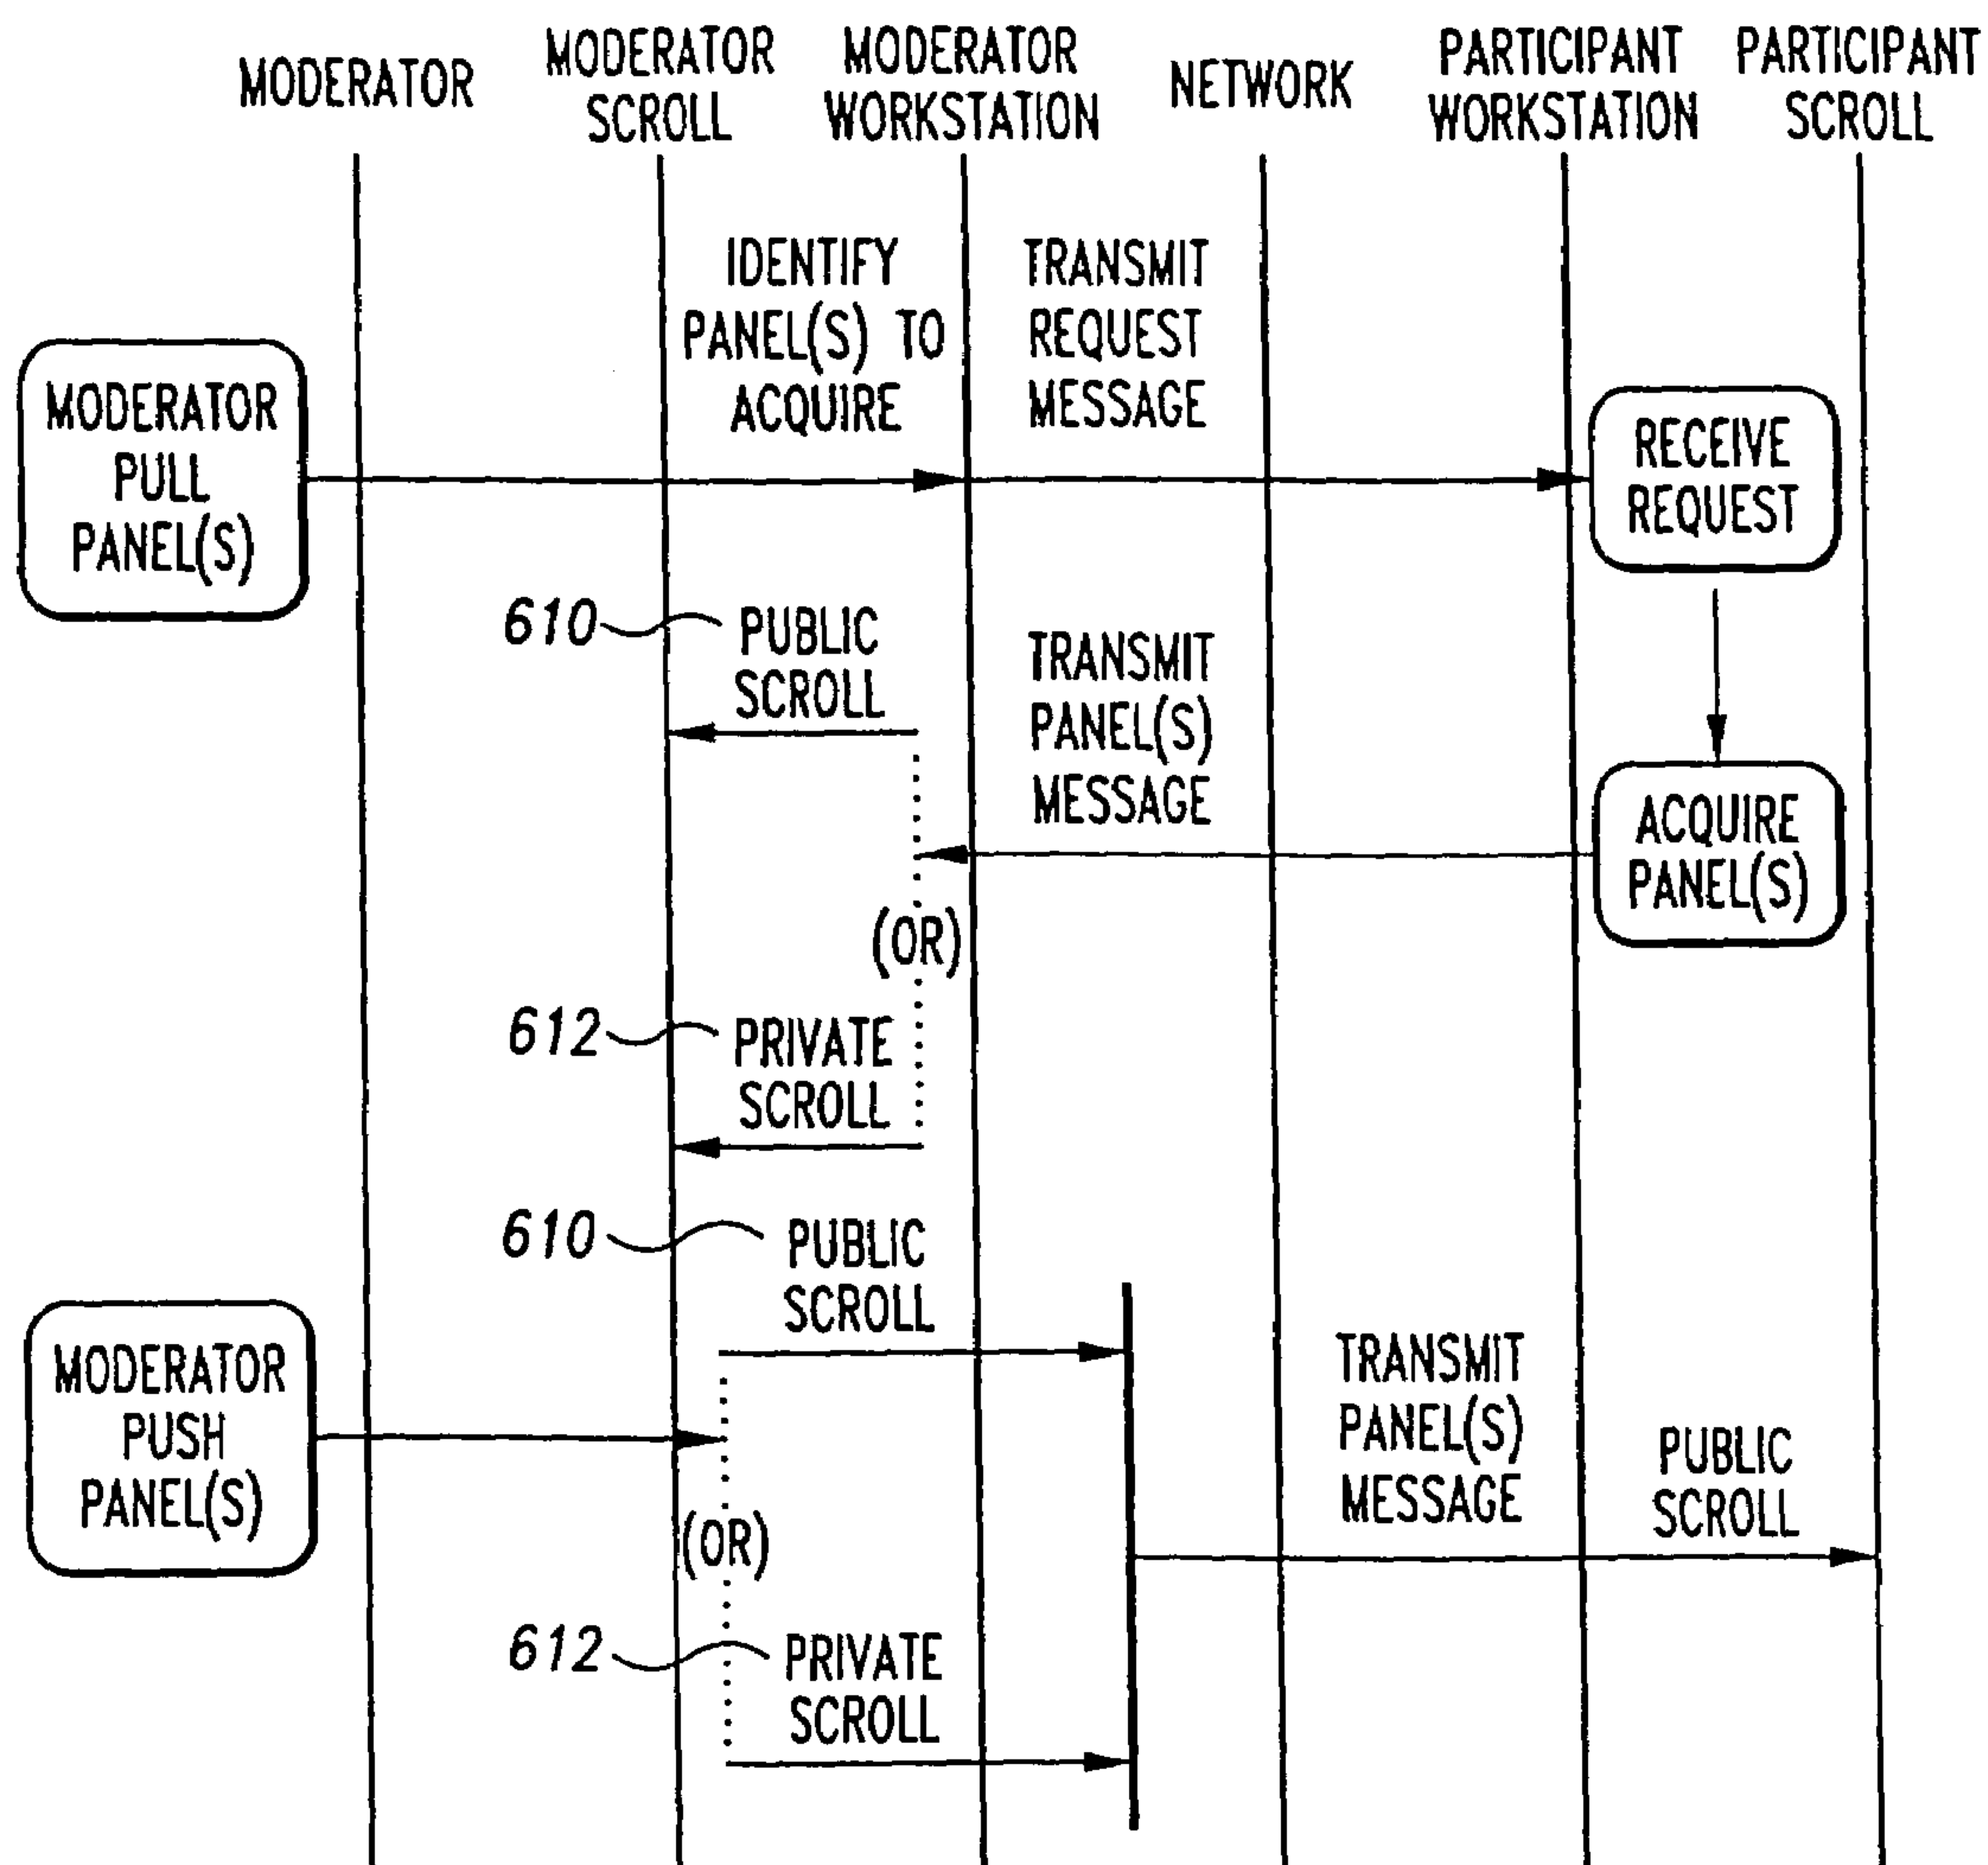 MODERATOR
MODERATOR
SCROLL
MODERATOR
WORKSTATION
NETWORK
PARTICIPANT
WORKSTATION
PARTICIPANT
SCROLL
IDENTIFY
PANEL(S) TO
ACQUIRE
TRANSMIT
REQUEST
MESSAGE
MODERATOR
PULL
PANEL(S)
RECEIVE
REQUEST
610
PUBLIC
SCROLL
TRANSMIT
PANEL(S)
MESSAGE
ACQUIRE
PANEL(S)
(OR)
612
PRIVATE
SCROLL
610
PUBLIC
SCROLL
MODERATOR
PUSH
PANEL(S)
TRANSMIT
PANEL(S)
MESSAGE
PUBLIC
SCROLL
(OR)
612
PRIVATE
SCROLL